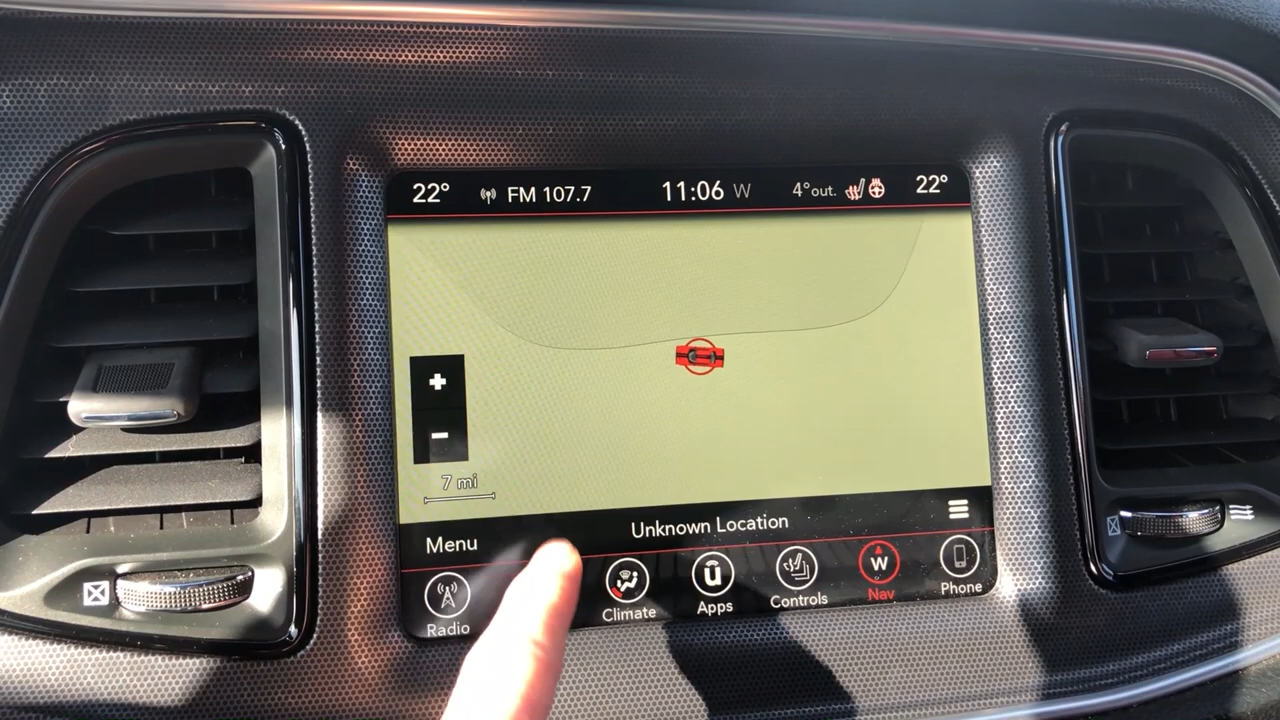 22° FM 107.7 11:06 W 4°out. 22°
+
-
7 mi
Unknown Location
Menu
Radio
Climate
ū
Apps
Controls
W
Nav
Phone